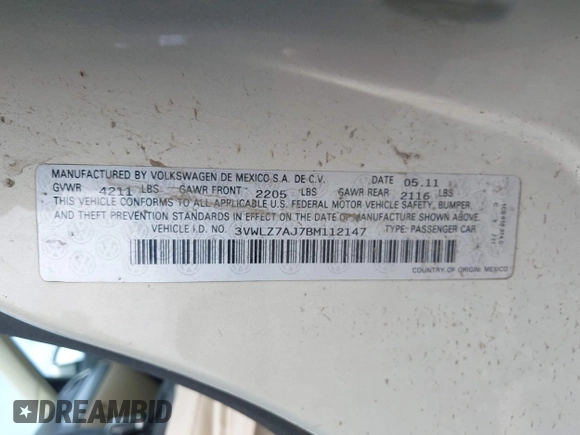 MANUFACTURED BY VOLKSWAGEN DE MEXICO S.A. DE C.V. DATE 05.11
GVWR 4211 LBS GAWR FRONT 2205 LBS GAWR REAR 2116 LBS
THIS VEHICLE CONFORMS TO ALL APPLICABLE U.S. FEDERAL MOTOR VEHICLE SAFETY, BUMPER,
AND THEFT PREVENTION STANDARDS IN EFFECT ON THE DATE OF MANUFACTURE SHOWN ABOVE.
VEHICLE I.D. NO. 3VWLZ7AJ7BM112147 TYPE: PASSENGER CAR
COUNTRY OF ORIGIN: MEXICO
DREAMBID